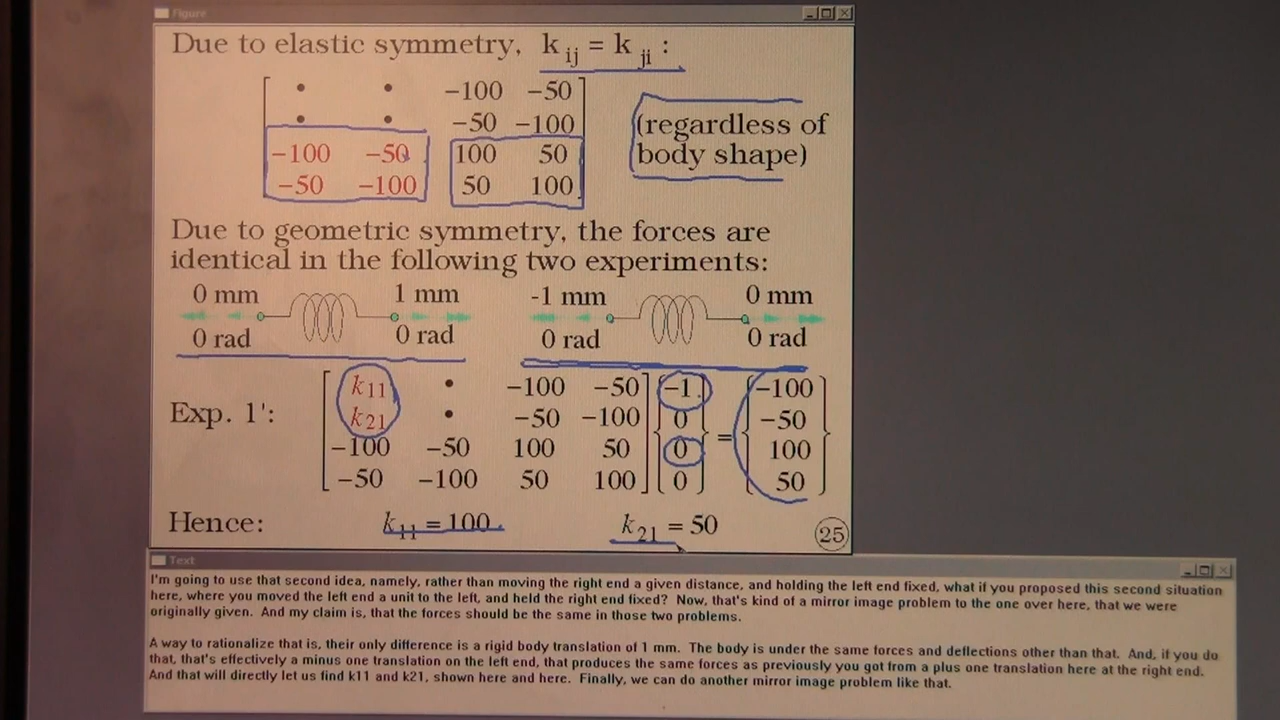 Figure
Due to elastic symmetry, k ij = k ji :
• • -100 -50
• • -50 -100
-100 -50 100 50
-50 -100 50 100
(regardless of
body shape)
Due to geometric symmetry, the forces are
identical in the following two experiments:
0 mm 1 mm -1 mm 0 mm
0 rad 0 rad 0 rad 0 rad
k11 • -100 -50 -1 -100
Exp. 1': k21 • -50 -100 0 = -50
-100 -50 100 50 0 100
-50 -100 50 100 0 50
Hence: k11 = 100 k21 = 50 25
Text
I'm going to use that second idea, namely, rather than moving the right end a given distance, and holding the left end fixed, what if you proposed this second situation
here, where you moved the left end a unit to the left, and held the right end fixed? Now, that's kind of a mirror image problem to the one over here, that we were
originally given. And my claim is, that the forces should be the same in those two problems.
A way to rationalize that is, their only difference is a rigid body translation of 1 mm. The body is under the same forces and deflections other than that. And, if you do
that, that's effectively a minus one translation on the left end, that produces the same forces as previously you got from a plus one translation here at the right end.
And that will directly let us find k11 and k21, shown here and here. Finally, we can do another mirror image problem like that.